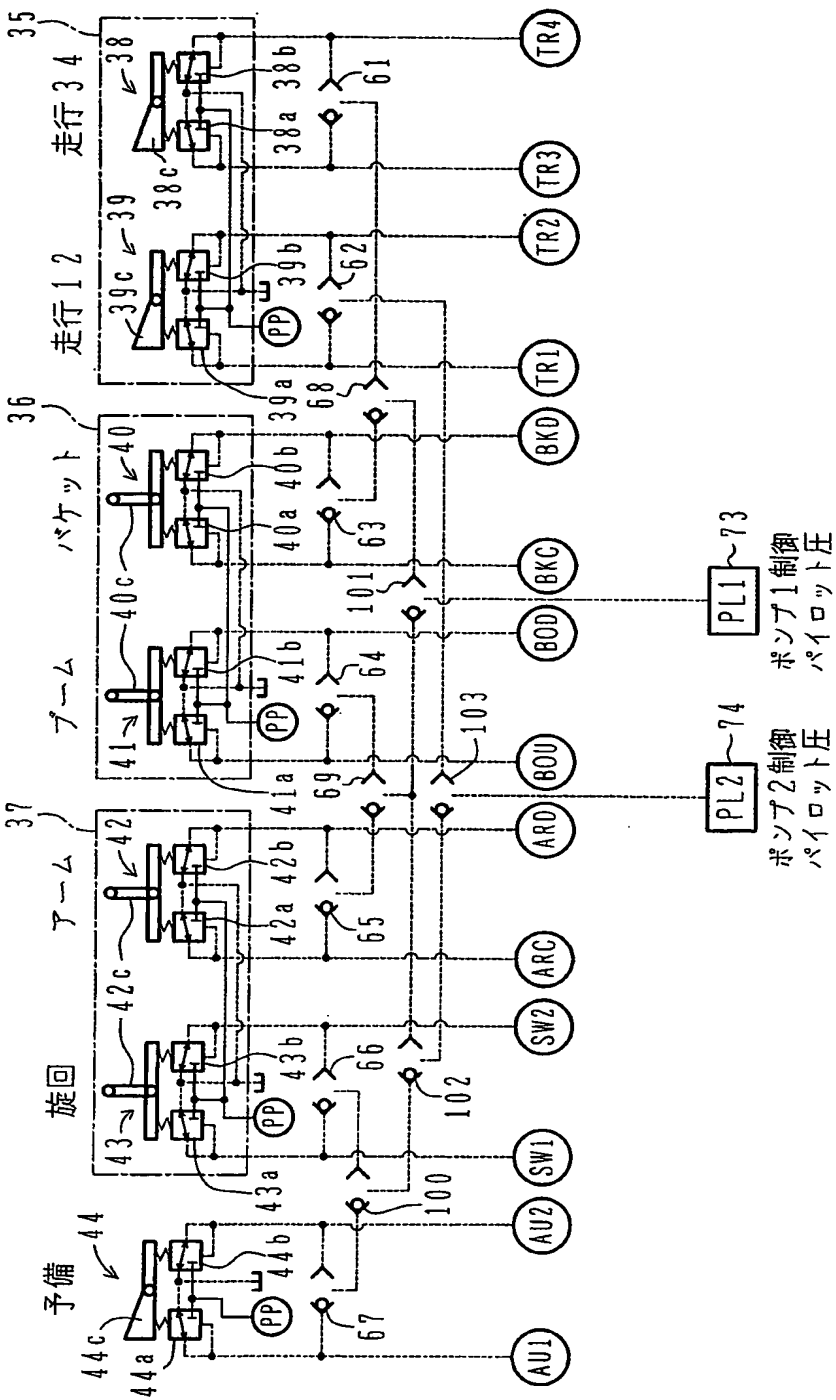 35
走行34
38
38c
38a
38b
走行12
39
39c
39a
39b
PP
36
バケット
40
40c
40a
40b
ブーム
41
40c
41a
41b
PP
37
アーム
42
42c
42a
42b
旋回
43
42c
43a
43b
PP
予備
44
44c
44a
44b
PP
61
62
63
64
65
66
67
68
69
100
101
102
103
TR4
TR3
TR2
TR1
BKD
BKC
BOD
BOU
ARD
ARC
SW2
SW1
AU2
AU1
PL1
73
ポンプ1制御
パイロット圧
PL2
74
ポンプ2制御
パイロット圧